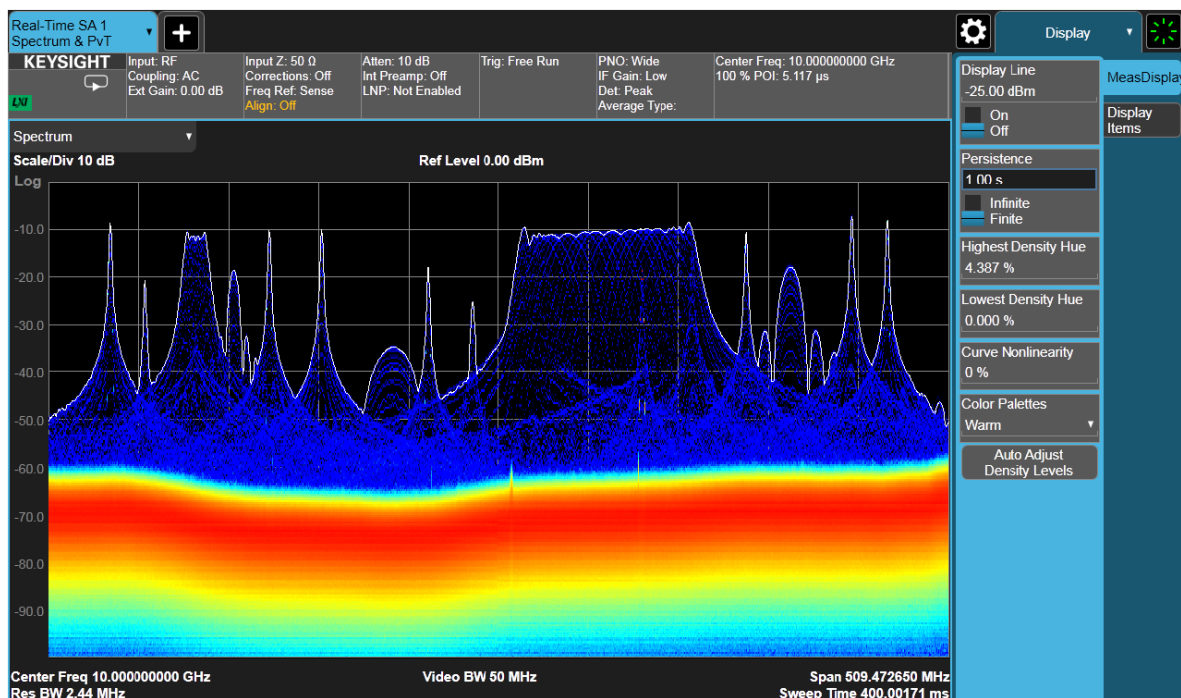 Real-Time SA 1
Spectrum & PvT
Display
KEYSIGHT
LXI
Input: RF
Coupling: AC
Ext Gain: 0.00 dB
Input Z: 50 Ω
Corrections: Off
Freq Ref: Sense
Align: Off
Atten: 10 dB
Int Preamp: Off
LNP: Not Enabled
Trig: Free Run
PNO: Wide
IF Gain: Low
Det: Peak
Average Type:
Center Freq: 10.000000000 GHz
100 % POI: 5.117 µs
Spectrum
Scale/Div 10 dB
Ref Level 0.00 dBm
Log
-10.0
-20.0
-30.0
-40.0
-50.0
-60.0
-70.0
-80.0
-90.0
Center Freq 10.000000000 GHz
Video BW 50 MHz
Span 509.472650 MHz
Res BW 2.44 MHz
Sweep Time 400.00171 ms
Display Line
-25.00 dBm
On
Off
Persistence
1.00 s
Infinite
Finite
Highest Density Hue
4.387 %
Lowest Density Hue
0.000 %
Curve Nonlinearity
0 %
Color Palettes
Warm
Auto Adjust
Density Levels
MeasDisplay
Display
Items